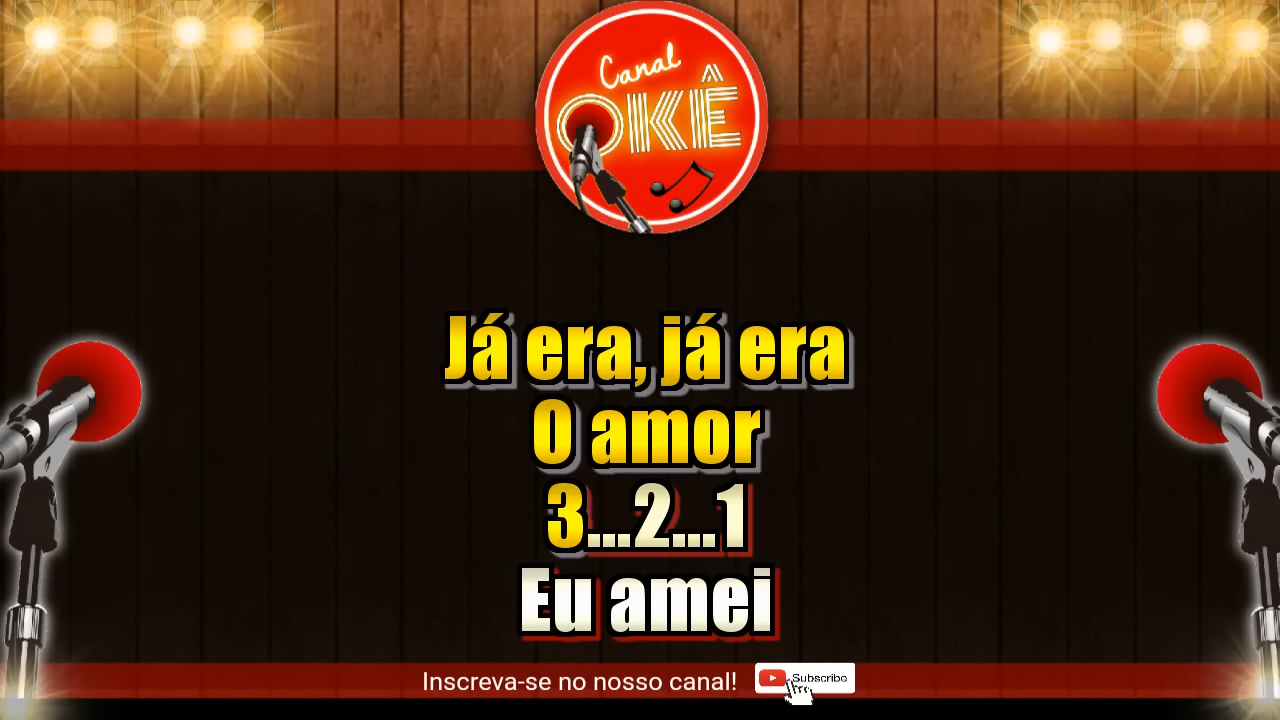 Canal
OKÊ
Já era, já era
O amor
3...2...1
Eu amei
Inscreva-se no nosso canal!
Subscribe